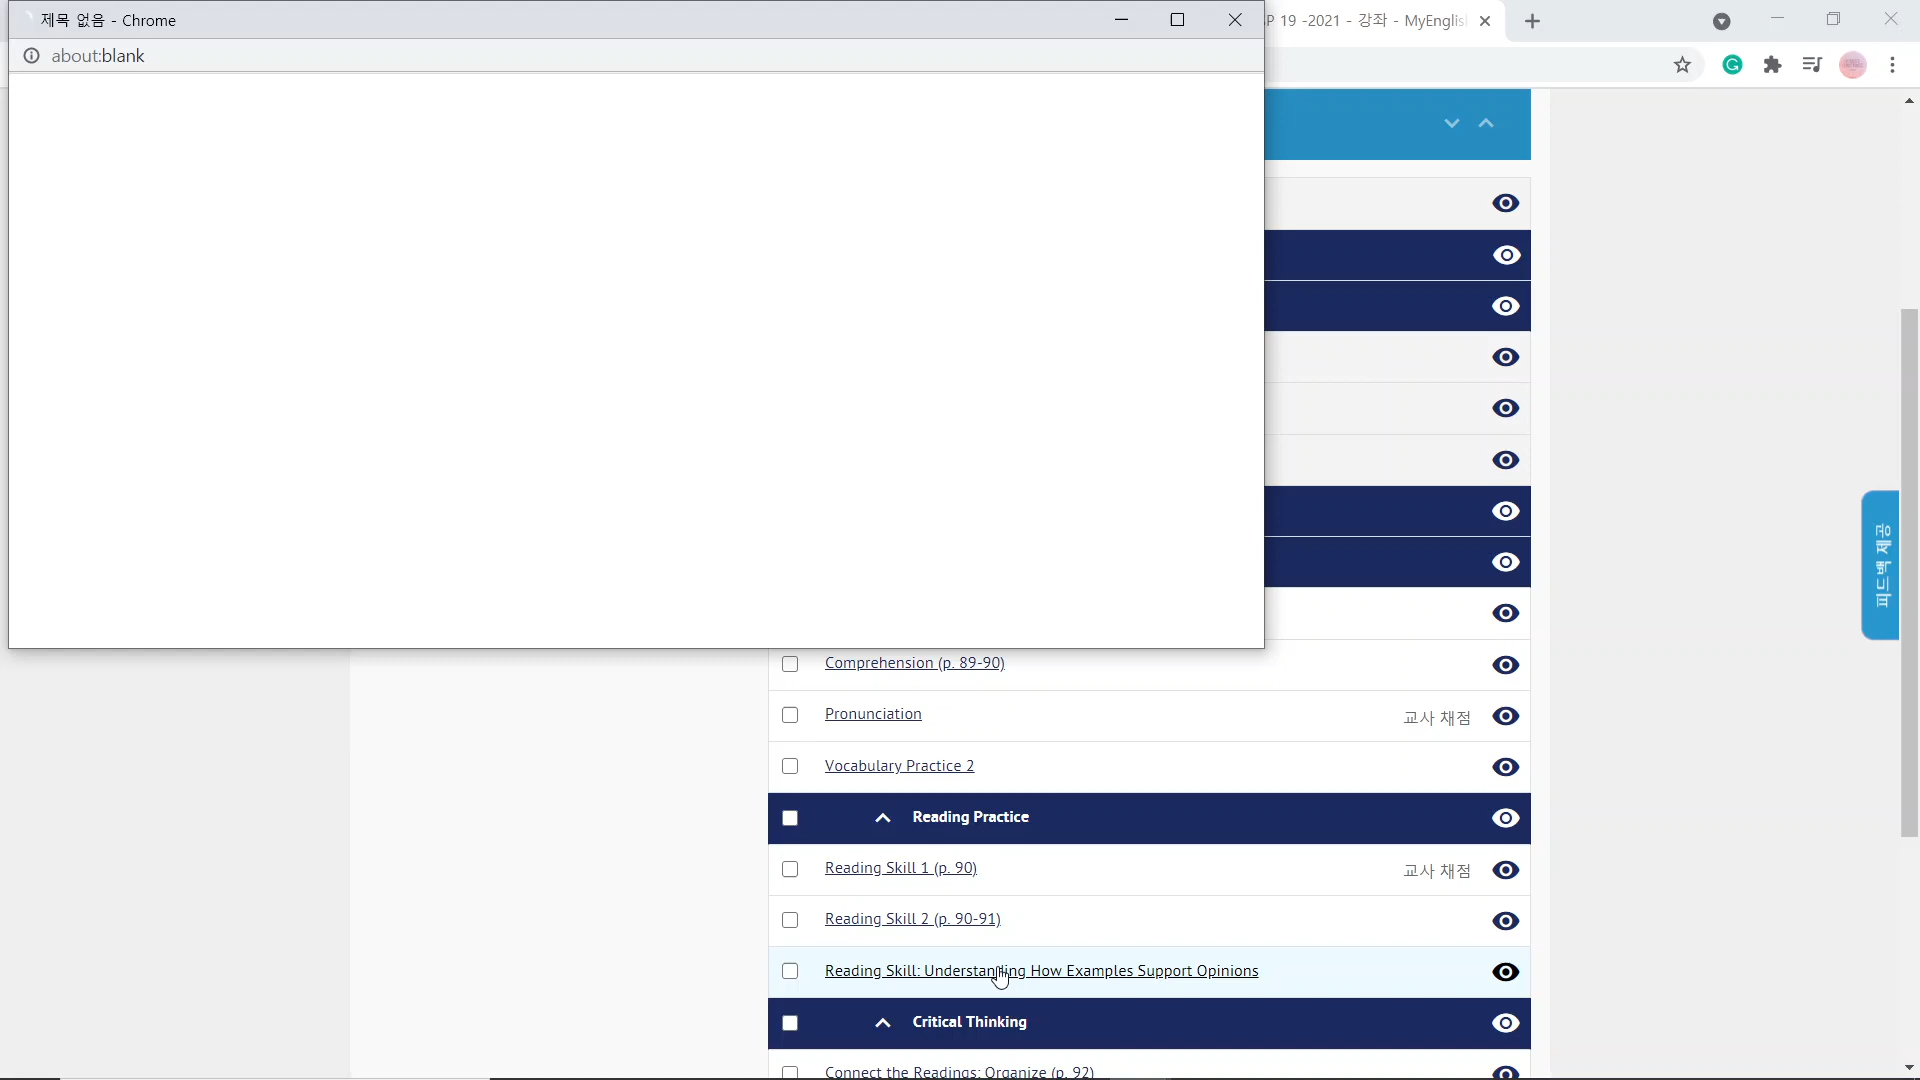 제목 없음 - Chrome
P 19 -2021 - 강좌 - MyEnglis
about:blank
피드백 제공
Comprehension (p. 89-90)
Pronunciation 교사 채점
Vocabulary Practice 2
Reading Practice
Reading Skill 1 (p. 90) 교사 채점
Reading Skill 2 (p. 90-91)
Reading Skill: Understanding How Examples Support Opinions
Critical Thinking
Connect the Readings: Organize (p. 92)